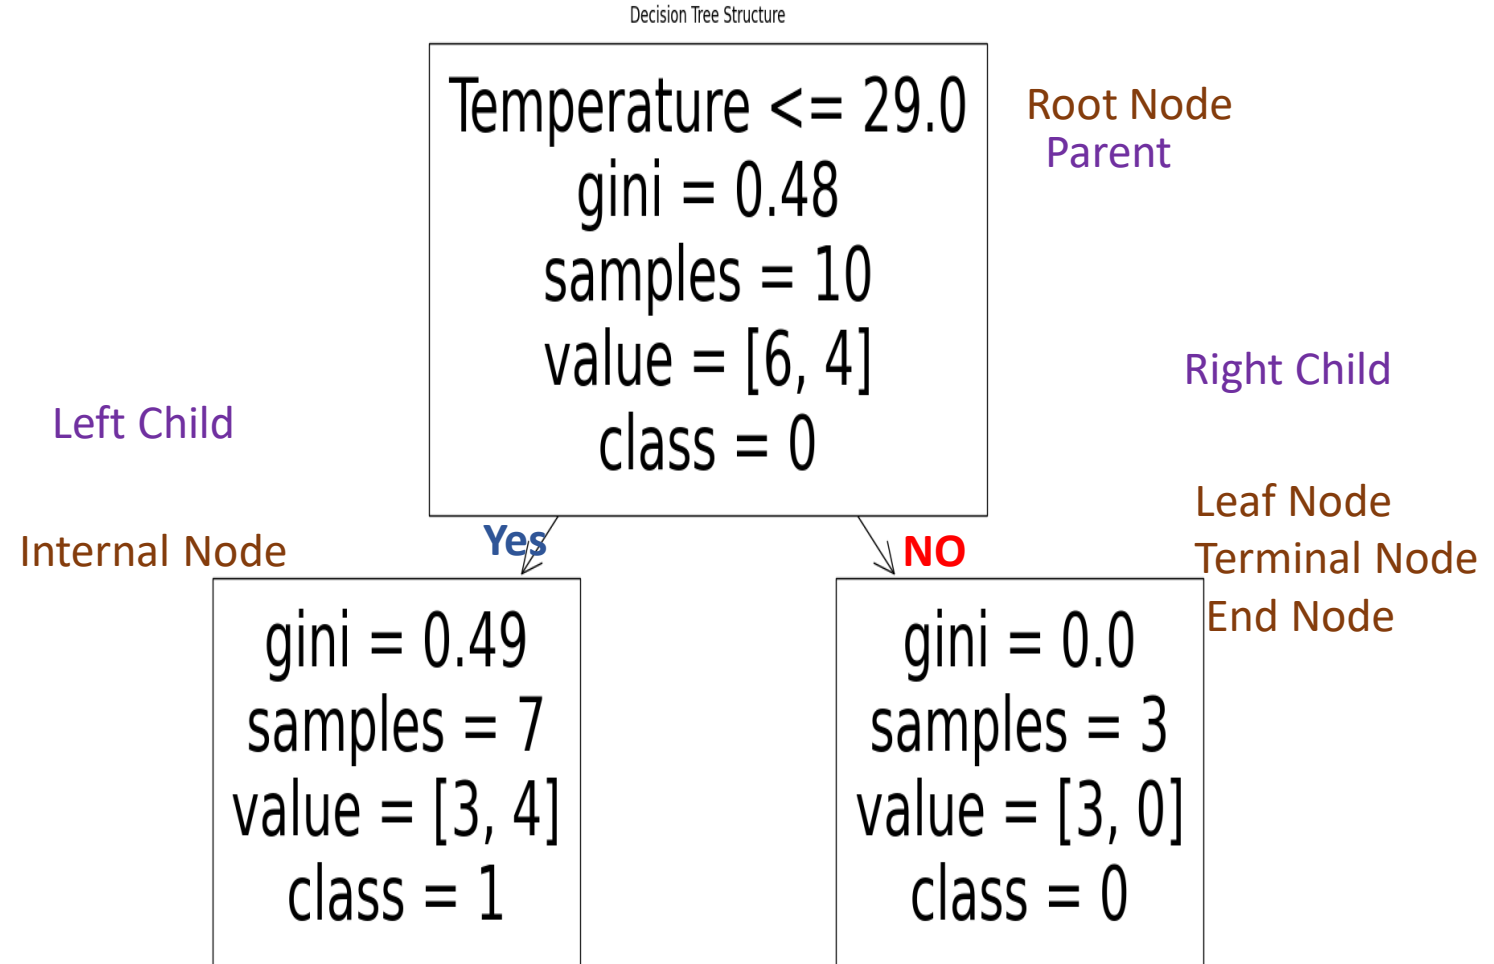 Decision Tree Structure
Temperature <= 29.0
gini = 0.48
samples = 10
value = [6, 4]
class = 0
Root Node
Parent
Left Child
Right Child
Internal Node
Yes
NO
Leaf Node
Terminal Node
End Node
gini = 0.49
samples = 7
value = [3, 4]
class = 1
gini = 0.0
samples = 3
value = [3, 0]
class = 0